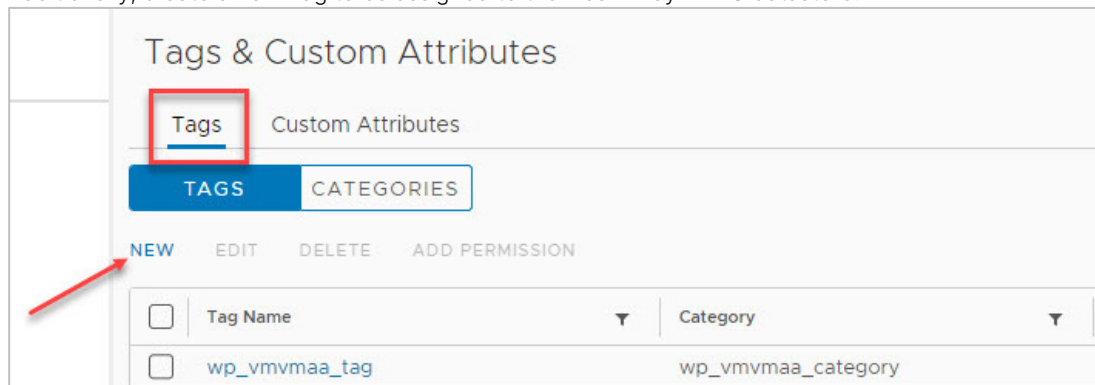 Tags & Custom Attributes
Tags Custom Attributes
TAGS CATEGORIES
NEW EDIT DELETE ADD PERMISSION
Tag Name Category
wp_vmvmaa_tag wp_vmvmaa_category